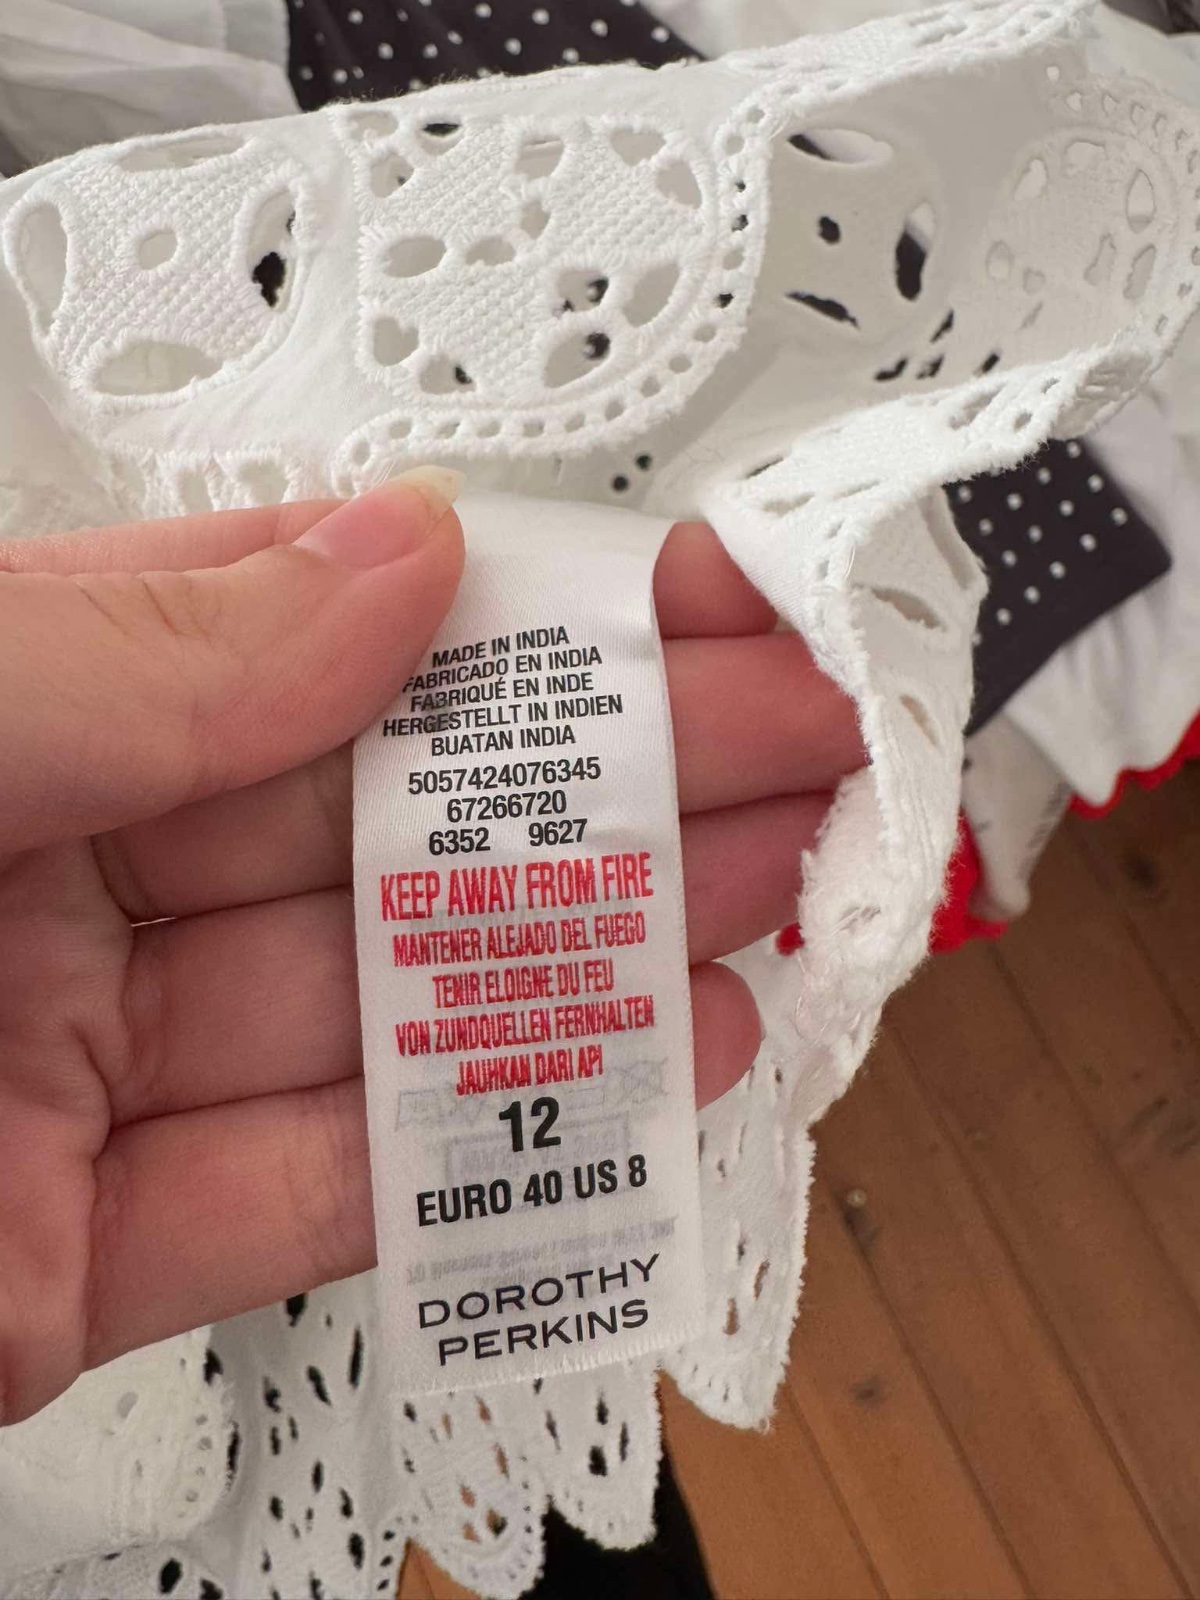 MADE IN INDIA
FABRICADO EN INDIA
FABRIQUÉ EN INDE
HERGESTELLT IN INDIEN
BUATAN INDIA
5057424076345
67266720
6352 9627
KEEP AWAY FROM FIRE
MANTENER ALEJADO DEL FUEGO
TENIR ELOIGNE DU FEU
VON ZUNDQUELLEN FERNHALTEN
JAUHKAN DARI API
12
EURO 40 US 8
DOROTHY
PERKINS